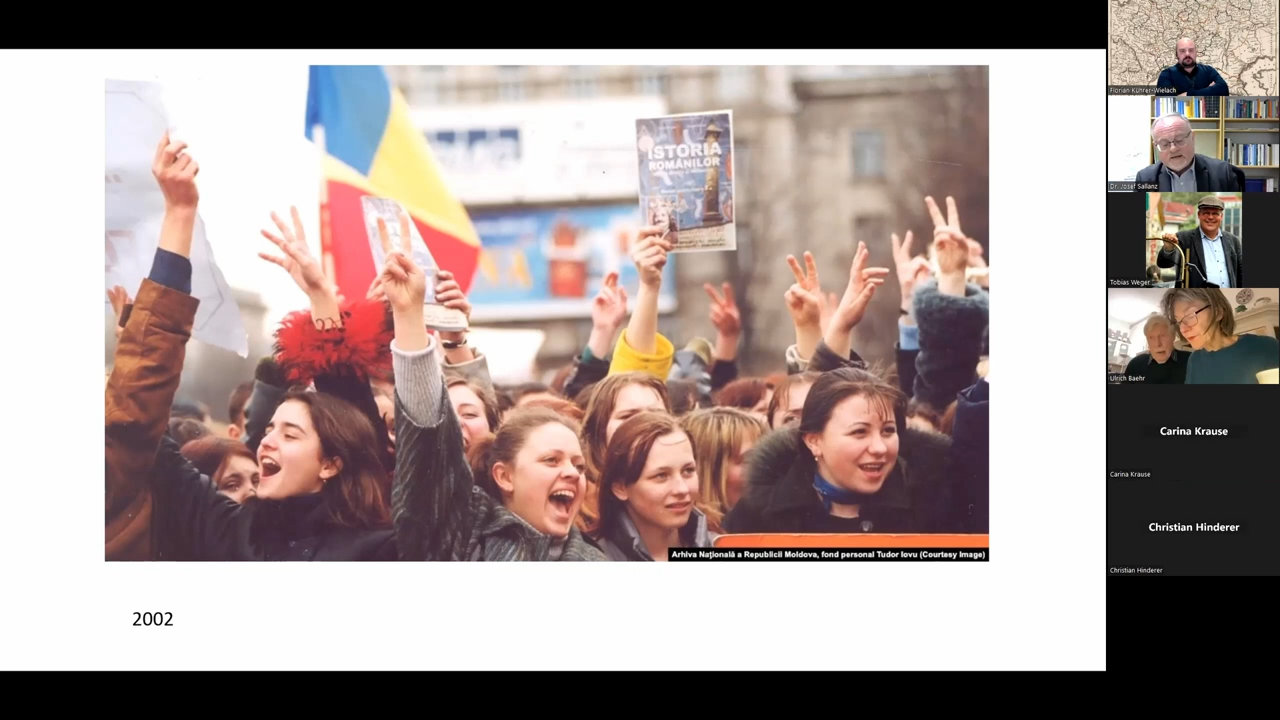 ISTORIA
ROMÂNILOR
Arhiva Națională a Republicii Moldova, fond personal Tudor Iovu (Courtesy Image)
2002
Florian Kührer-Wielach
Dr. Josef Sallanz
Tobias Weger
Ulrich Baehr
Carina Krause
Carina Krause
Christian Hinderer
Christian Hinderer